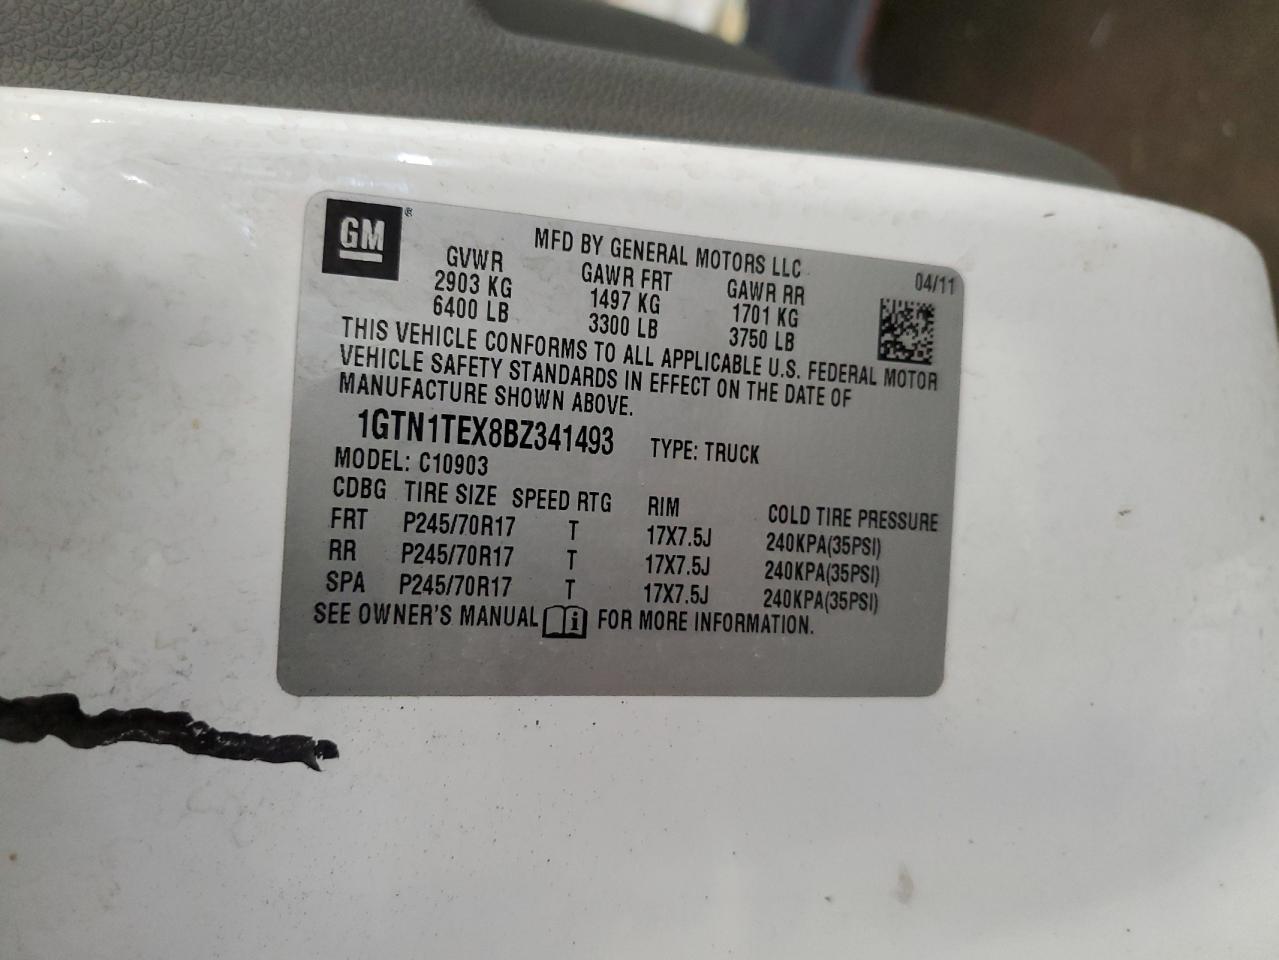 GM ®
MFD BY GENERAL MOTORS LLC
04/11
GVWR GAWR FRT GAWR RR
2903 KG 1497 KG 1701 KG
6400 LB 3300 LB 3750 LB
THIS VEHICLE CONFORMS TO ALL APPLICABLE U.S. FEDERAL MOTOR
VEHICLE SAFETY STANDARDS IN EFFECT ON THE DATE OF
MANUFACTURE SHOWN ABOVE.
1GTN1TEX8BZ341493 TYPE: TRUCK
MODEL: C10903
CDBG TIRE SIZE SPEED RTG RIM COLD TIRE PRESSURE
FRT P245/70R17 T 17X7.5J 240KPA(35PSI)
RR P245/70R17 T 17X7.5J 240KPA(35PSI)
SPA P245/70R17 T 17X7.5J 240KPA(35PSI)
SEE OWNER'S MANUAL i FOR MORE INFORMATION.